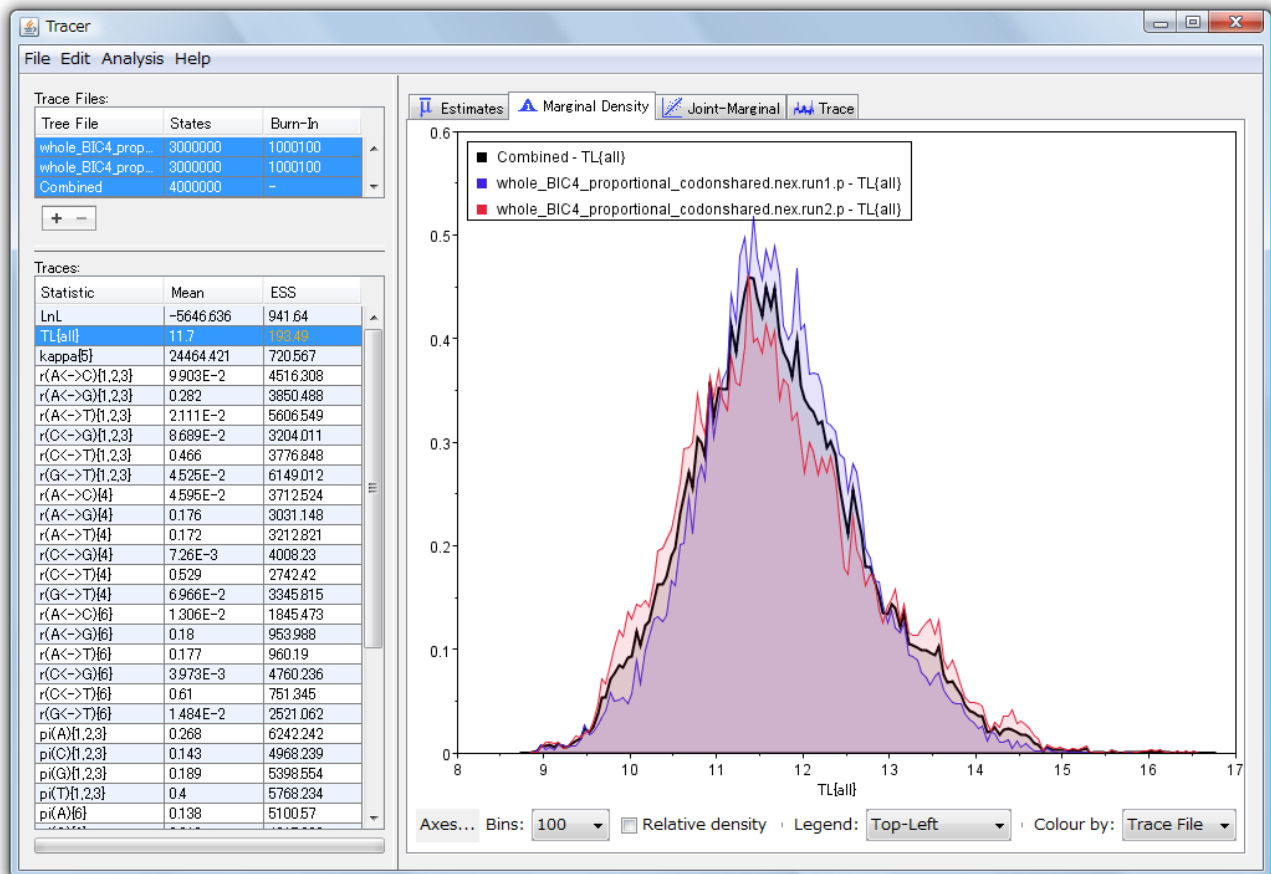 Tracer
File Edit Analysis Help
Trace Files:
Tree File States Burn-In
whole_BIC4_prop... 3000000 1000100
whole_BIC4_prop... 3000000 1000100
Combined 4000000 -
+ -
Traces:
Statistic Mean ESS
LnL -5646.636 941.64
TL{all} 11.7 193.49
kappa{5} 24464.421 720.567
r(A<->C){1,2,3} 9.903E-2 4516.308
r(A<->G){1,2,3} 0.282 3850.488
r(A<->T){1,2,3} 2.111E-2 5606.549
r(C<->G){1,2,3} 8.689E-2 3204.011
r(C<->T){1,2,3} 0.466 3776.848
r(G<->T){1,2,3} 4.525E-2 6149.012
r(A<->C){4} 4.595E-2 3712.524
r(A<->G){4} 0.176 3031.148
r(A<->T){4} 0.172 3212.821
r(C<->G){4} 7.26E-3 4008.23
r(C<->T){4} 0.529 2742.42
r(G<->T){4} 6.966E-2 3345.815
r(A<->C){6} 1.306E-2 1845.473
r(A<->G){6} 0.18 953.988
r(A<->T){6} 0.177 960.19
r(C<->G){6} 3.973E-3 4760.236
r(C<->T){6} 0.61 751.345
r(G<->T){6} 1.484E-2 2521.062
pi(A){1,2,3} 0.268 6242.242
pi(C){1,2,3} 0.143 4968.239
pi(G){1,2,3} 0.189 5398.554
pi(T){1,2,3} 0.4 5768.234
pi(A){6} 0.138 5100.57
Estimates Marginal Density Joint-Marginal Trace
Combined - TL{all}
whole_BIC4_proportional_codonshared.nex.run1.p - TL{all}
whole_BIC4_proportional_codonshared.nex.run2.p - TL{all}
0.6
0.5
0.4
0.3
0.2
0.1
0
8 9 10 11 12 13 14 15 16 17
TL{all}
Axes... Bins: 100 Relative density Legend: Top-Left Colour by: Trace File